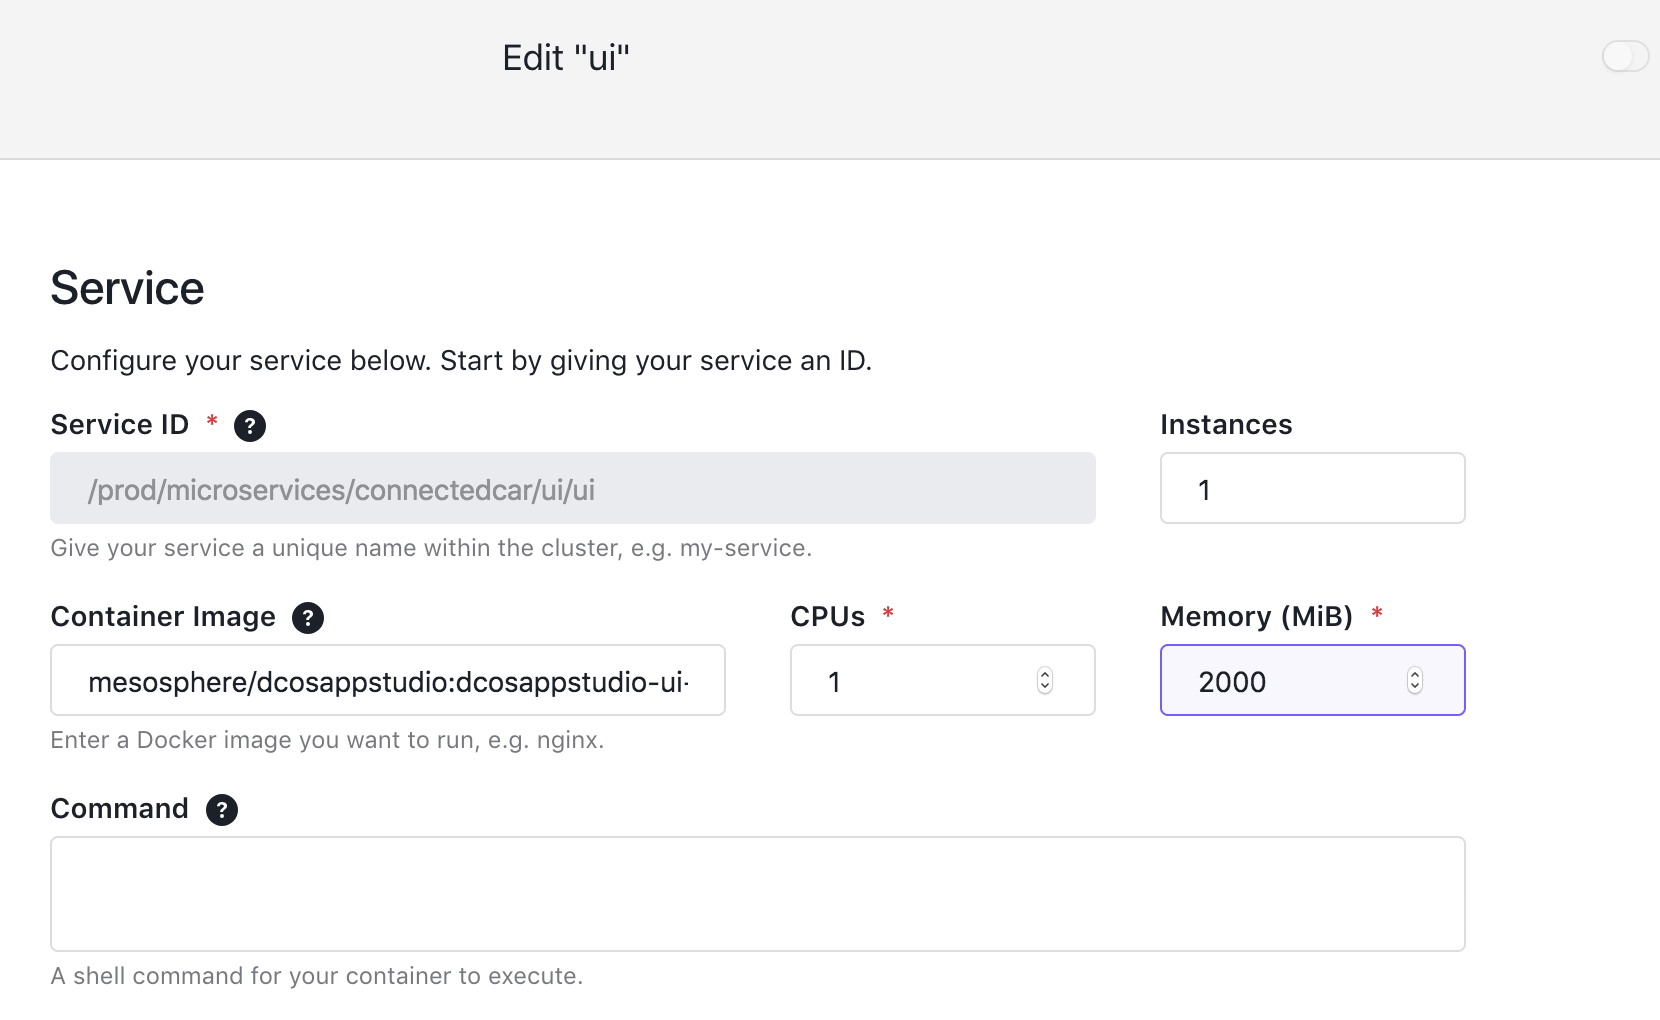 Edit "ui"
Service
Configure your service below. Start by giving your service an ID.
Service ID * ?
Instances
/prod/microservices/connectedcar/ui/ui
1
Give your service a unique name within the cluster, e.g. my-service.
Container Image ?
CPUs *
Memory (MiB) *
mesosphere/dcosappstudio:dcosappstudio-ui-
1
2000
Enter a Docker image you want to run, e.g. nginx.
Command ?
A shell command for your container to execute.